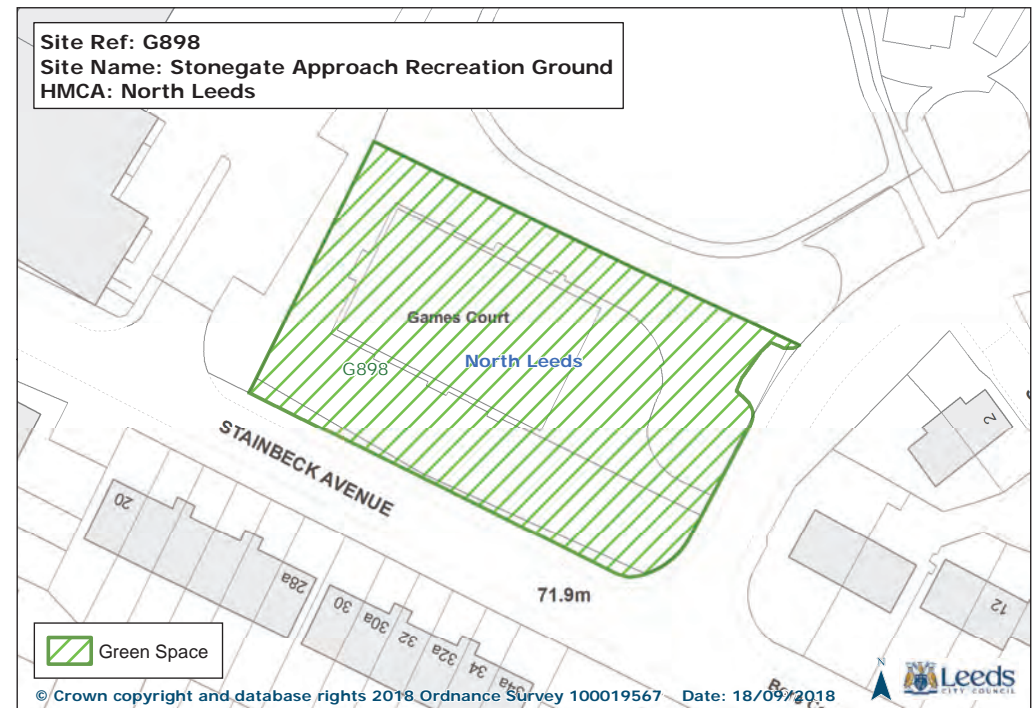 Site Ref: G898
Site Name: Stonegate Approach Recreation Ground
HMCA: North Leeds
Games Court
North Leeds
G898
STAINBECK AVENUE
2
20
28a
30
30a
32
32a
34
34a
12
71.9m
Green Space
© Crown copyright and database rights 2018 Ordnance Survey 100019567 Date: 18/09/2018
N
Leeds
CITY COUNCIL